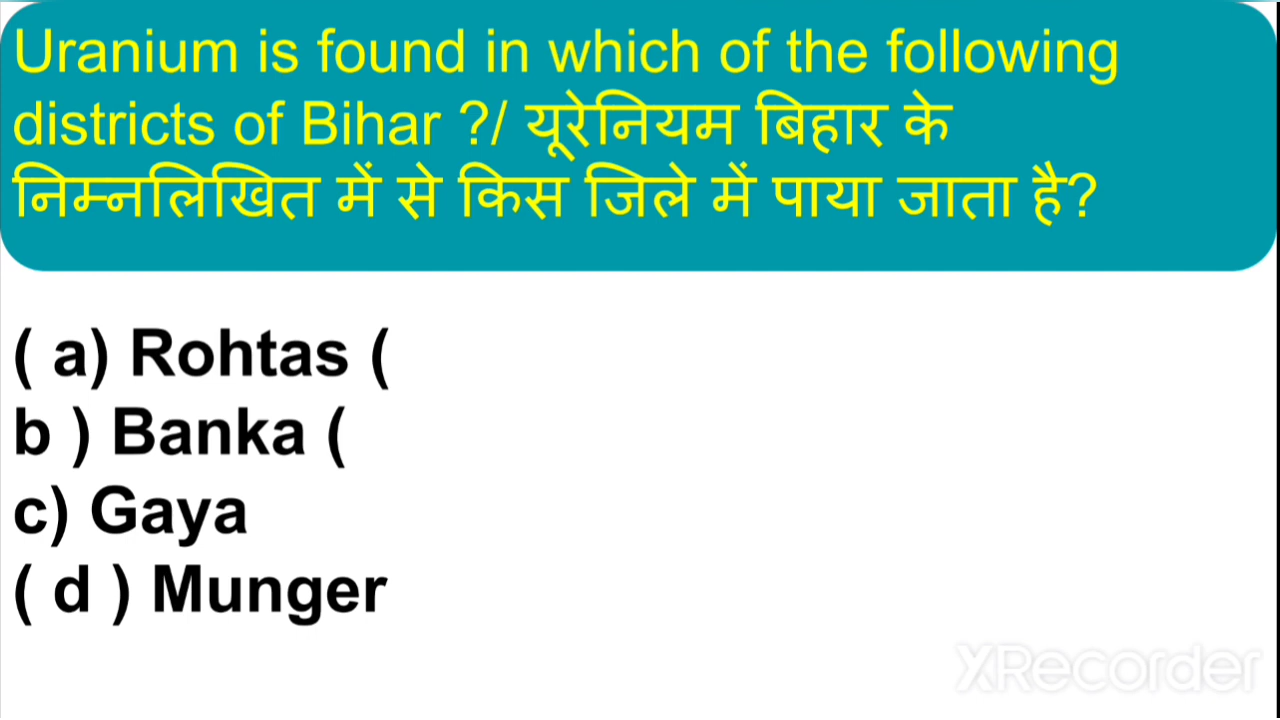 Uranium is found in which of the following
districts of Bihar ?/ यूरेनियम बिहार के
निम्नलिखित में से किस जिले में पाया जाता है?
( a) Rohtas (
b ) Banka (
c) Gaya
( d ) Munger
XRecorder